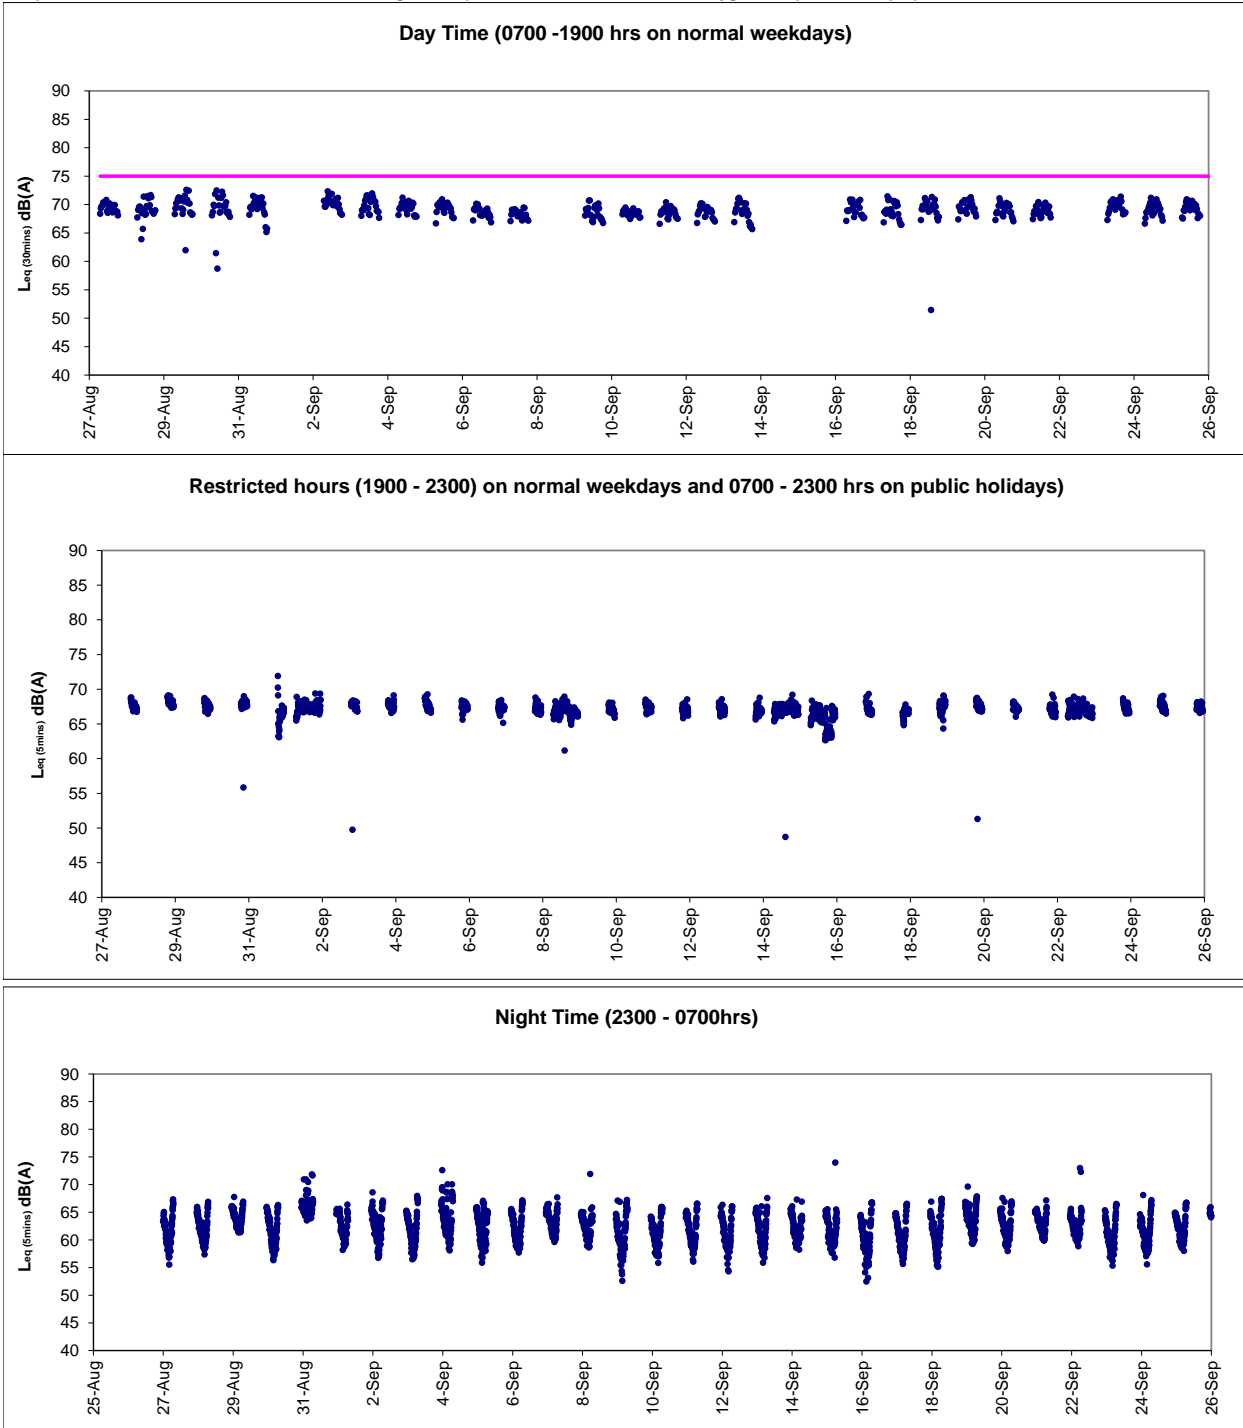 Day Time (0700 -1900 hrs on normal weekdays)
90
85
80
75
70
65
60
55
50
45
40
Leq (30mins) dB(A)
27-Aug
29-Aug
31-Aug
2-Sep
4-Sep
6-Sep
8-Sep
10-Sep
12-Sep
14-Sep
16-Sep
18-Sep
20-Sep
22-Sep
24-Sep
26-Sep
Restricted hours (1900 - 2300) on normal weekdays and 0700 - 2300 hrs on public holidays)
90
85
80
75
70
65
60
55
50
45
40
Leq (5mins) dB(A)
27-Aug
29-Aug
31-Aug
2-Sep
4-Sep
6-Sep
8-Sep
10-Sep
12-Sep
14-Sep
16-Sep
18-Sep
20-Sep
22-Sep
24-Sep
26-Sep
Night Time (2300 - 0700hrs)
90
85
80
75
70
65
60
55
50
45
40
Leq (5mins) dB(A)
25-Aug
27-Aug
29-Aug
31-Aug
2-Sep
4-Sep
6-Sep
8-Sep
10-Sep
12-Sep
14-Sep
16-Sep
18-Sep
20-Sep
22-Sep
24-Sep
26-Sep